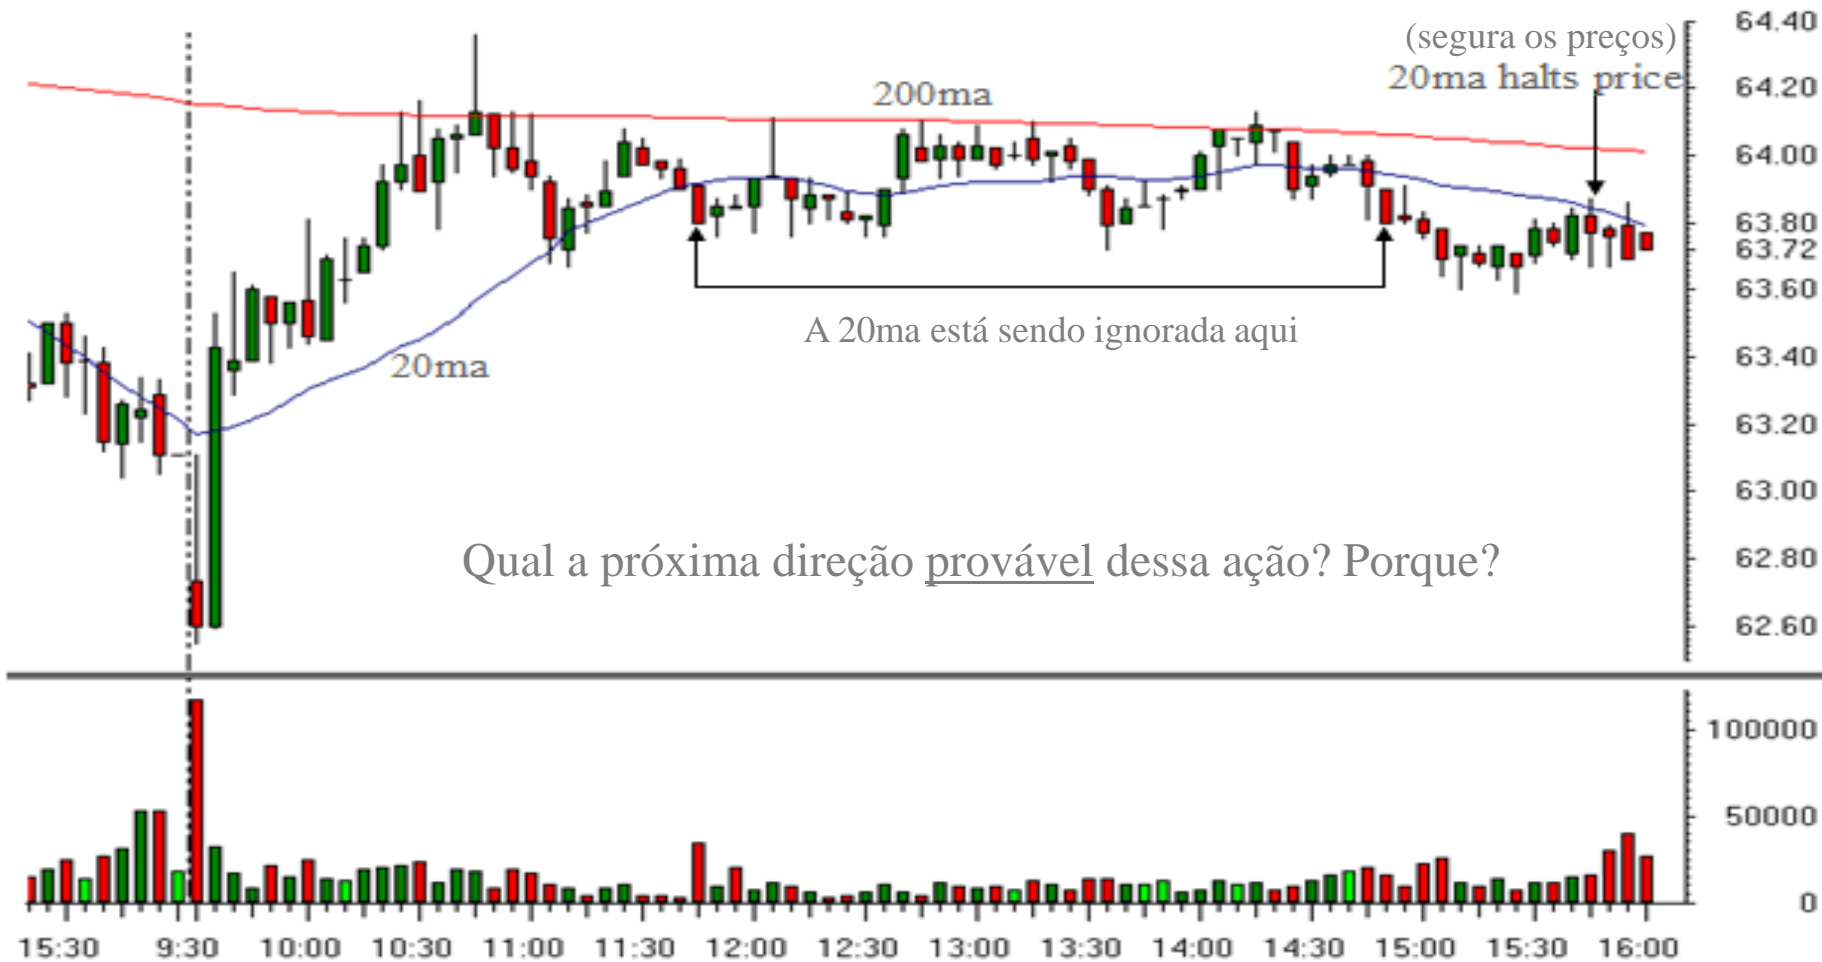 (segura os preços)
20ma halts price
200ma
20ma
A 20ma está sendo ignorada aqui
Qual a próxima direção provável dessa ação? Porque?
64.40
64.20
64.00
63.80
63.72
63.60
63.40
63.20
63.00
62.80
62.60
100000
50000
0
15:30 9:30 10:00 10:30 11:00 11:30 12:00 12:30 13:00 13:30 14:00 14:30 15:00 15:30 16:00